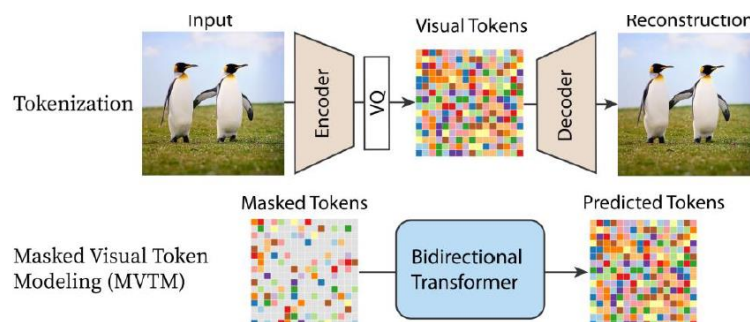 Input
Visual Tokens
Reconstruction
Tokenization
Encoder
VQ
Decoder
Masked Tokens
Predicted Tokens
Masked Visual Token
Modeling (MVTM)
Bidirectional
Transformer